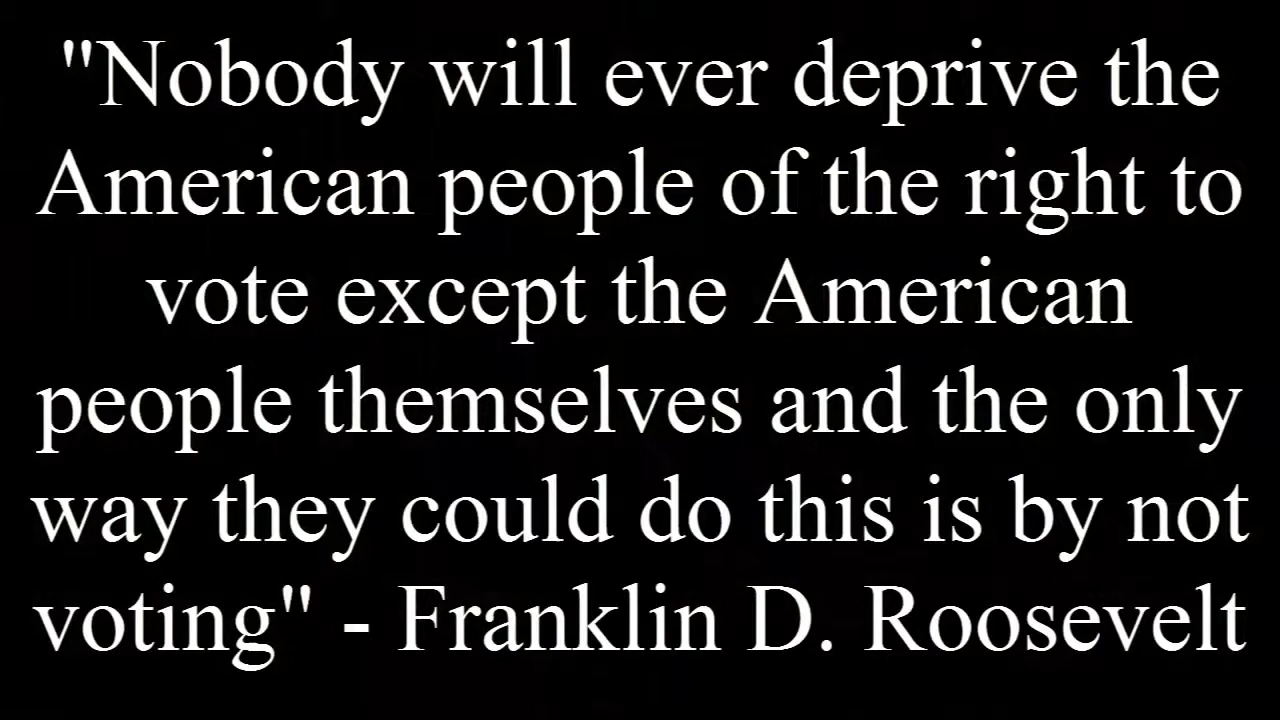 "Nobody will ever deprive the
American people of the right to
vote except the American
people themselves and the only
way they could do this is by not
voting" - Franklin D. Roosevelt